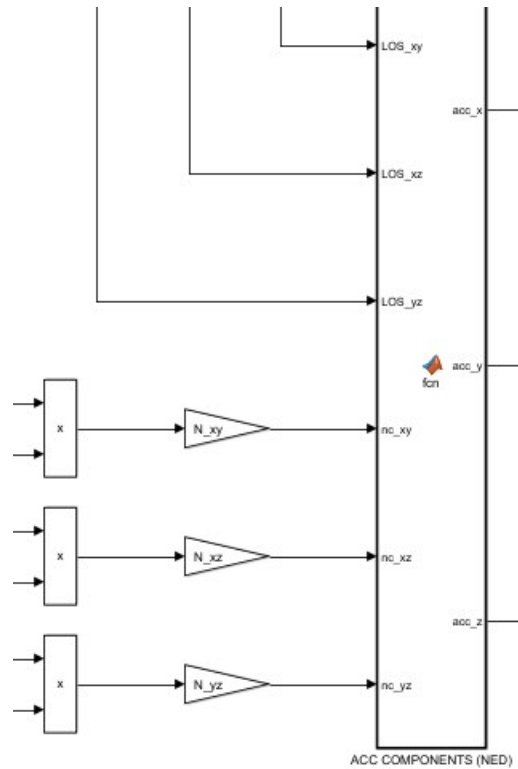 LOS_xy
acc_x
LOS_xz
LOS_yz
acc_y
fcn
x
N_xy
nc_xy
x
N_xz
nc_xz
acc_z
x
N_yz
nc_yz
ACC COMPONENTS (NED)